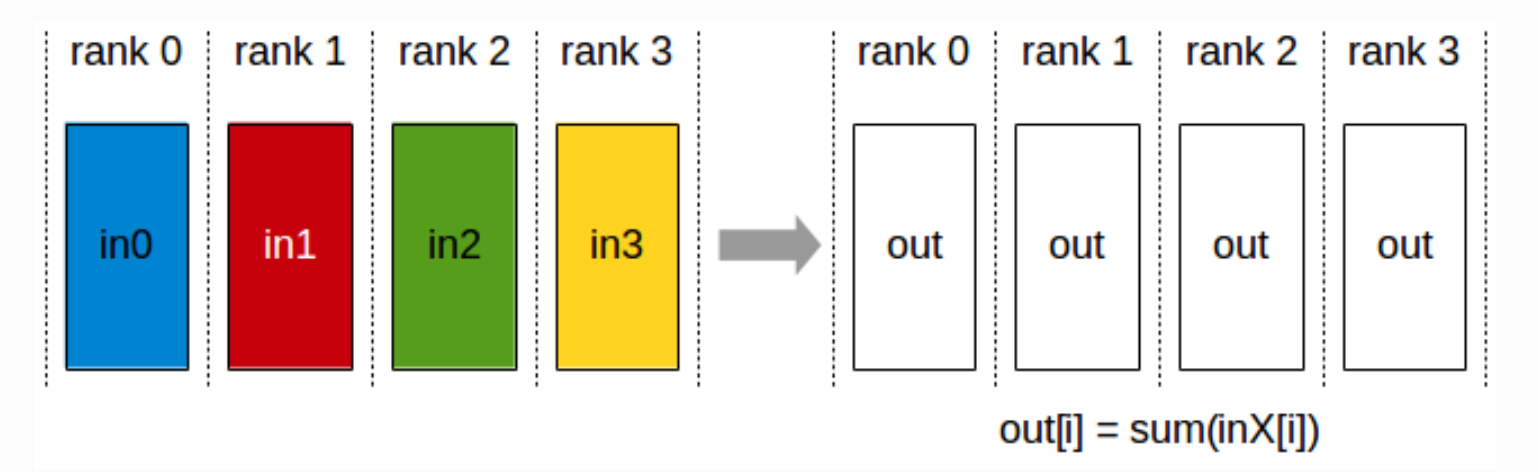 rank 0 rank 1 rank 2 rank 3 rank 0 rank 1 rank 2 rank 3
in0 in1 in2 in3 out out out out
out[i] = sum(inX[i])